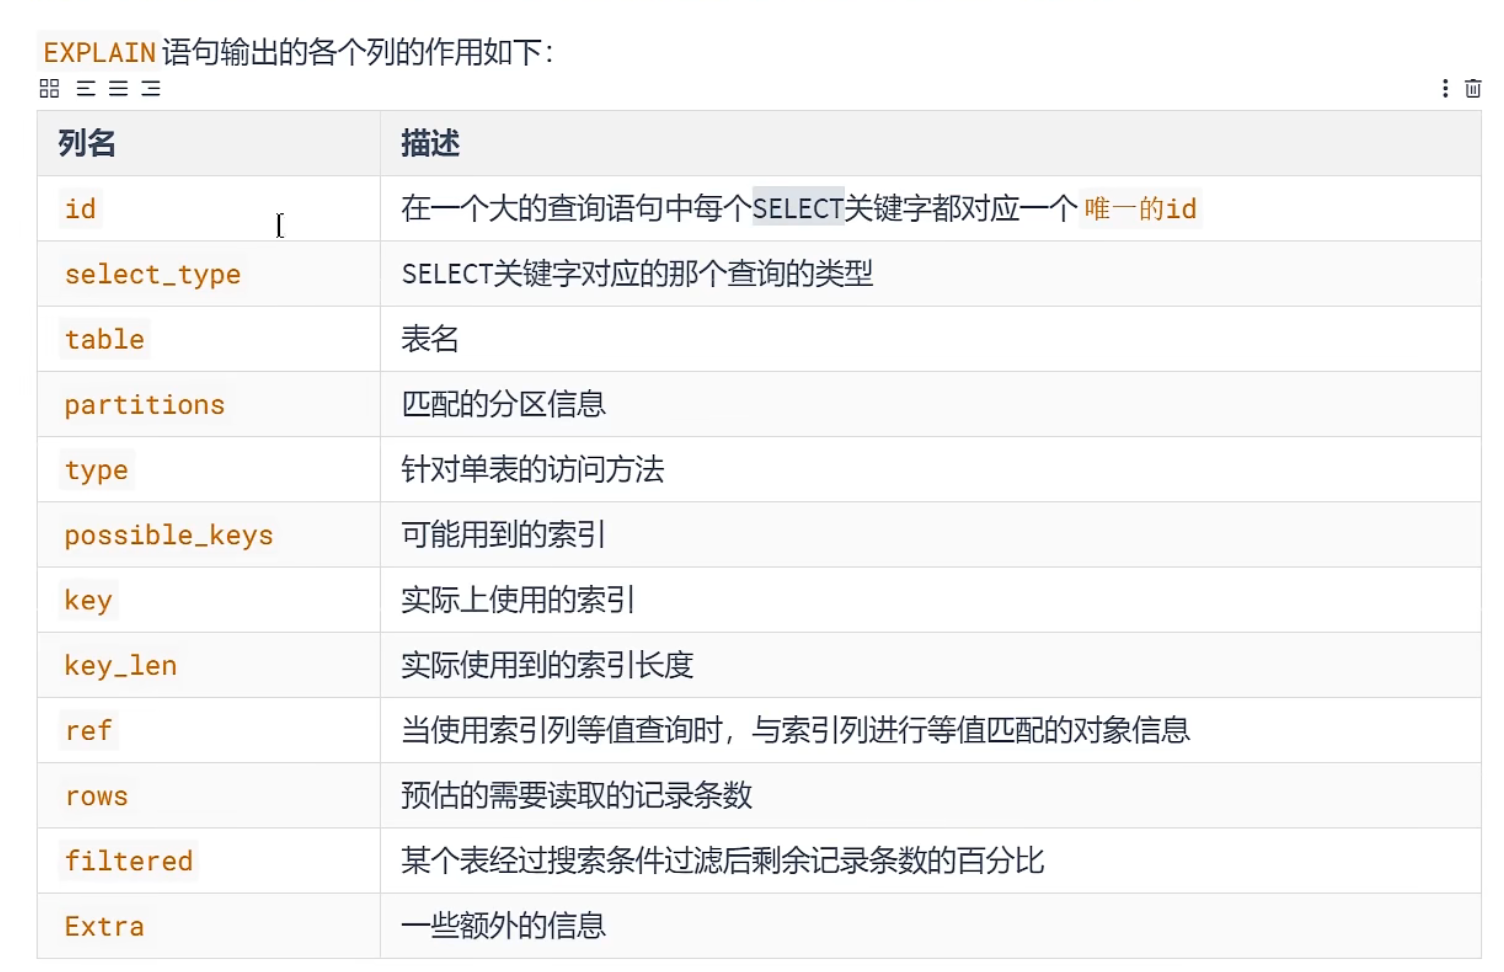 EXPLAIN语句输出的各个列的作用如下：
列名 描述
id 在一个大的查询语句中每个SELECT关键字都对应一个唯一的id
select_type SELECT关键字对应的那个查询的类型
table 表名
partitions 匹配的分区信息
type 针对单表的访问方法
possible_keys 可能用到的索引
key 实际上使用的索引
key_len 实际使用到的索引长度
ref 当使用索引列等值查询时，与索引列进行等值匹配的对象信息
rows 预估的需要读取的记录条数
filtered 某个表经过搜索条件过滤后剩余记录条数的百分比
Extra 一些额外的信息